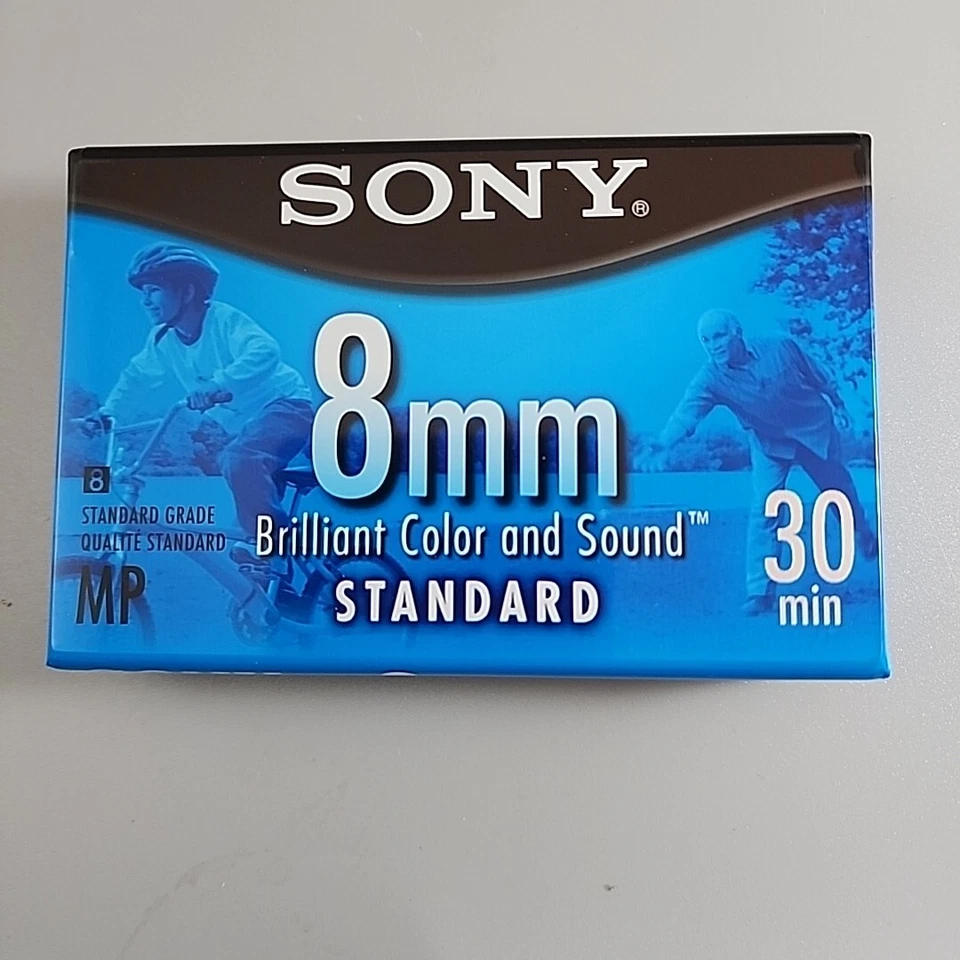 SONY®
8mm
8
STANDARD GRADE
QUALITÉ STANDARD
MP
Brilliant Color and Sound™
STANDARD
30
min